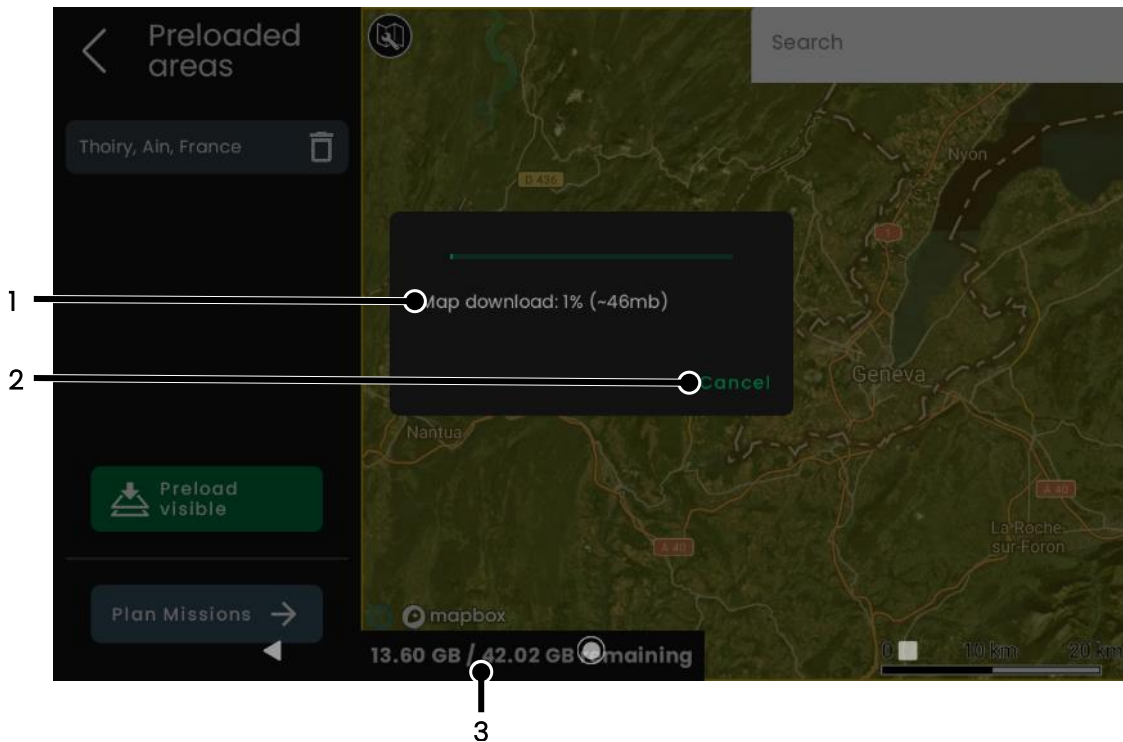 Preloaded
areas
Search
Thoiry, Ain, France
Nyon
D 436
1
Map download: 1% (~46mb)
1
2
Cancel
Geneva
Nantua
Preload
visible
A 40
La-Roche-
sur-Foron
A 40
Plan Missions
mapbox
13.60 GB / 42.02 GB remaining
0 10 km 20 km
3